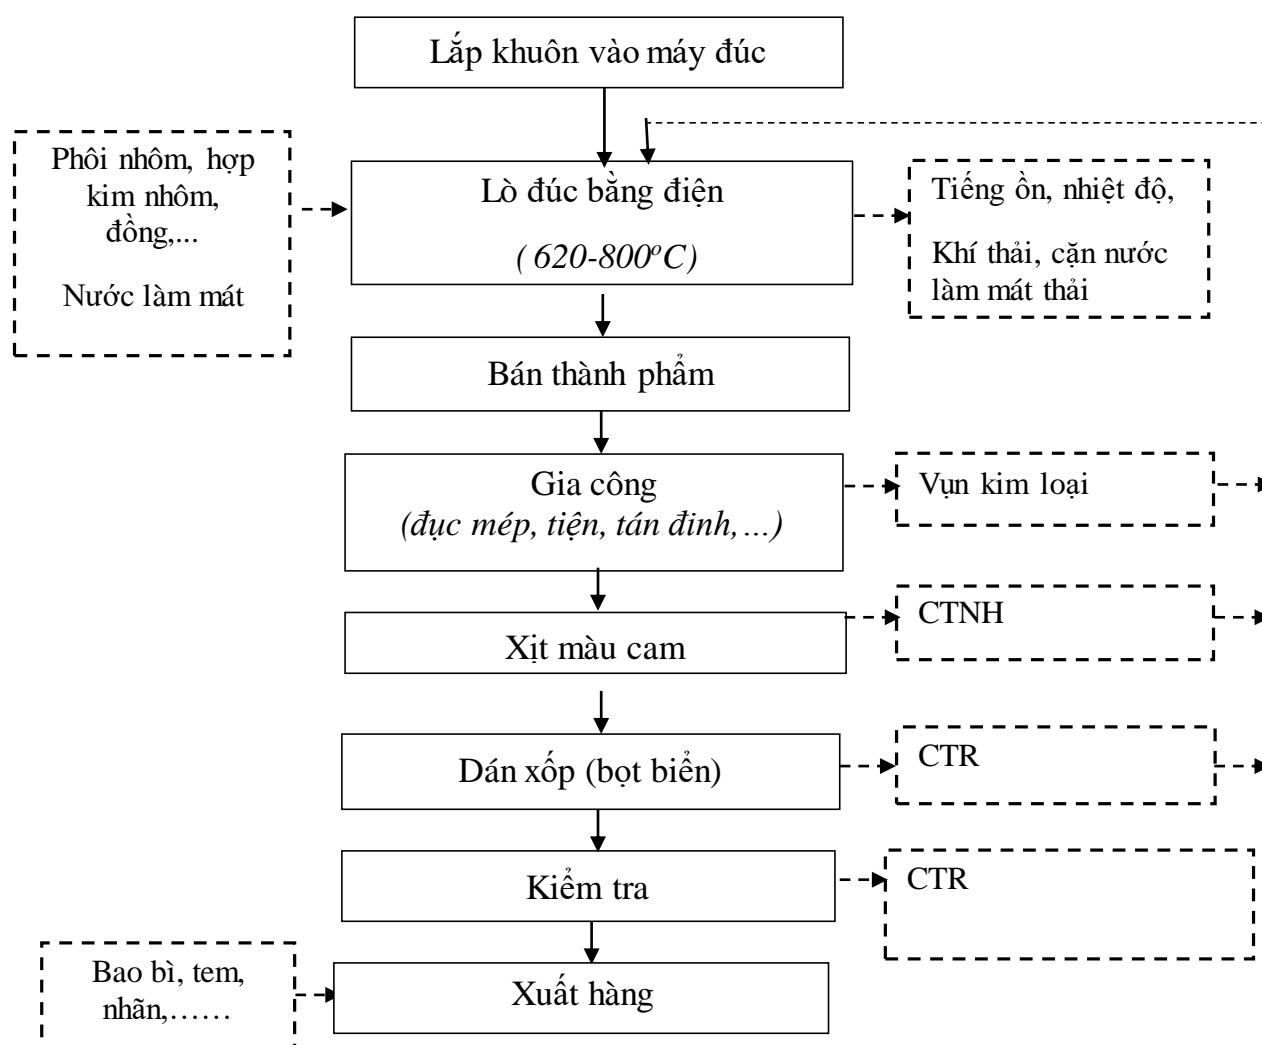 Lắp khuôn vào máy đúc
Phôi nhôm, hợp
kim nhôm,
đồng,...
Nước làm mát
Lò đúc bằng điện
( 620-800ºC)
Tiếng ồn, nhiệt độ,
Khí thải, cặn nước
làm mát thải
Bán thành phẩm
Gia công
(đục mép, tiện, tán đinh,...)
Vụn kim loại
Xịt màu cam
CTNH
Dán xốp (bọt biển)
CTR
Kiểm tra
CTR
Bao bì, tem,
nhãn,……
Xuất hàng